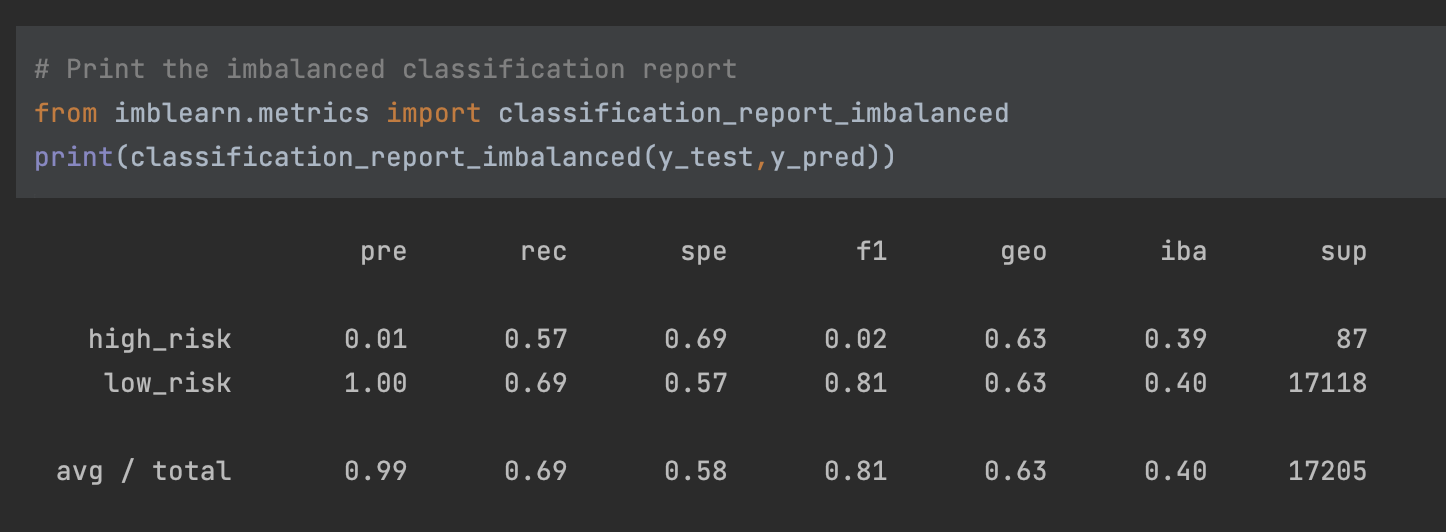 # Print the imbalanced classification report
from imblearn.metrics import classification_report_imbalanced
print(classification_report_imbalanced(y_test,y_pred))
pre rec spe f1 geo iba sup
high_risk 0.01 0.57 0.69 0.02 0.63 0.39 87
low_risk 1.00 0.69 0.57 0.81 0.63 0.40 17118
avg / total 0.99 0.69 0.58 0.81 0.63 0.40 17205